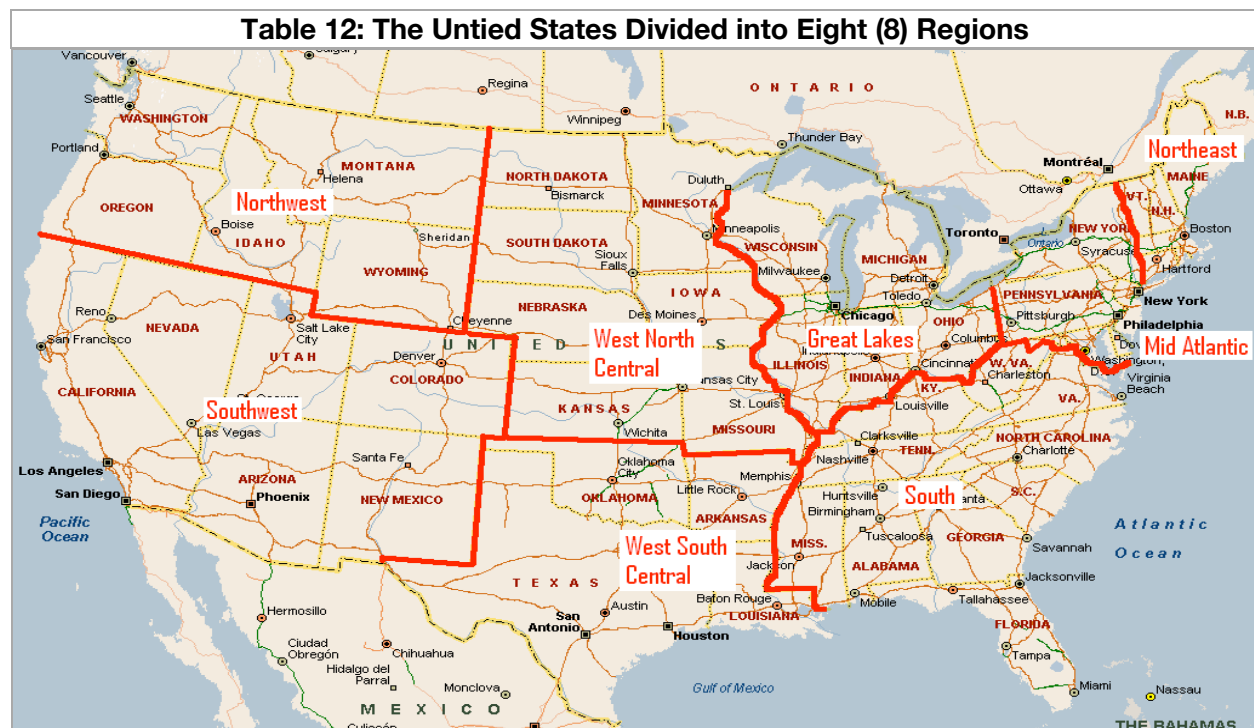 Table 12: The Untied States Divided into Eight (8) Regions
Vancouver
Regina
Winnipeg
ONTARIO
Thunder Bay
N.B.
Seattle
WASHINGTON
Portland
MONTANA
Helena
NORTH DAKOTA
Bismarck
Duluth
MINNESOTA
Montréal
Ottawa
Northeast
MAINE
VT.
N.H.
OREGON
Northwest
Boise
IDAHO
Sheridan
WYOMING
SOUTH DAKOTA
Sioux
Falls
Minneapolis
WISCONSIN
Milwaukee
MICHIGAN
Detroit
Toronto
Ontario
NEW YORK
Syracuse
Boston
Hartford
NEBRASKA
IOWA
Des Moines
Chicago
Toledo
PENNSYLVANIA
Pittsburgh
New York
Philadelphia
Reno
NEVADA
San Francisco
Salt Lake
City
UTAH
Cheyenne
UNITED
S
Denver
COLORADO
West North
Central
Great Lakes
OHIO
Columbus
Mid Atlantic
Washington,
CALIFORNIA
Southwest
Las Vegas
KANSAS
Wichita
St. Louis
MISSOURI
ILLINOIS
INDIANA
Cincinnati
KY.
Louisville
W. VA.
Charleston
VA.
Virginia
Beach
Los Angeles
San Diego
ARIZONA
Phoenix
Santa Fe
NEW MEXICO
Oklahoma
City
OKLAHOMA
Little Rock
ARKANSAS
Memphis
Clarksville
Nashville
TENN.
NORTH CAROLINA
Charlotte
Pacific
Ocean
Huntsville
Birmingham
South
S.C.
Tuscaloosa
GEORGIA
Savannah
Atlantic
Ocean
West South
Central
TEXAS
MISS.
Jackson
ALABAMA
Jacksonville
Baton Rouge
LOUISIANA
Mobile
Tallahassee
Hermosillo
Austin
San
Antonio
Houston
FLORIDA
Ciudad
Obregón
Chihuahua
Hidalgo del
Parral
Monclova
Gulf of Mexico
Tampa
Miami
Nassau
MEXICO
Culiacán
THE BAHAMAS